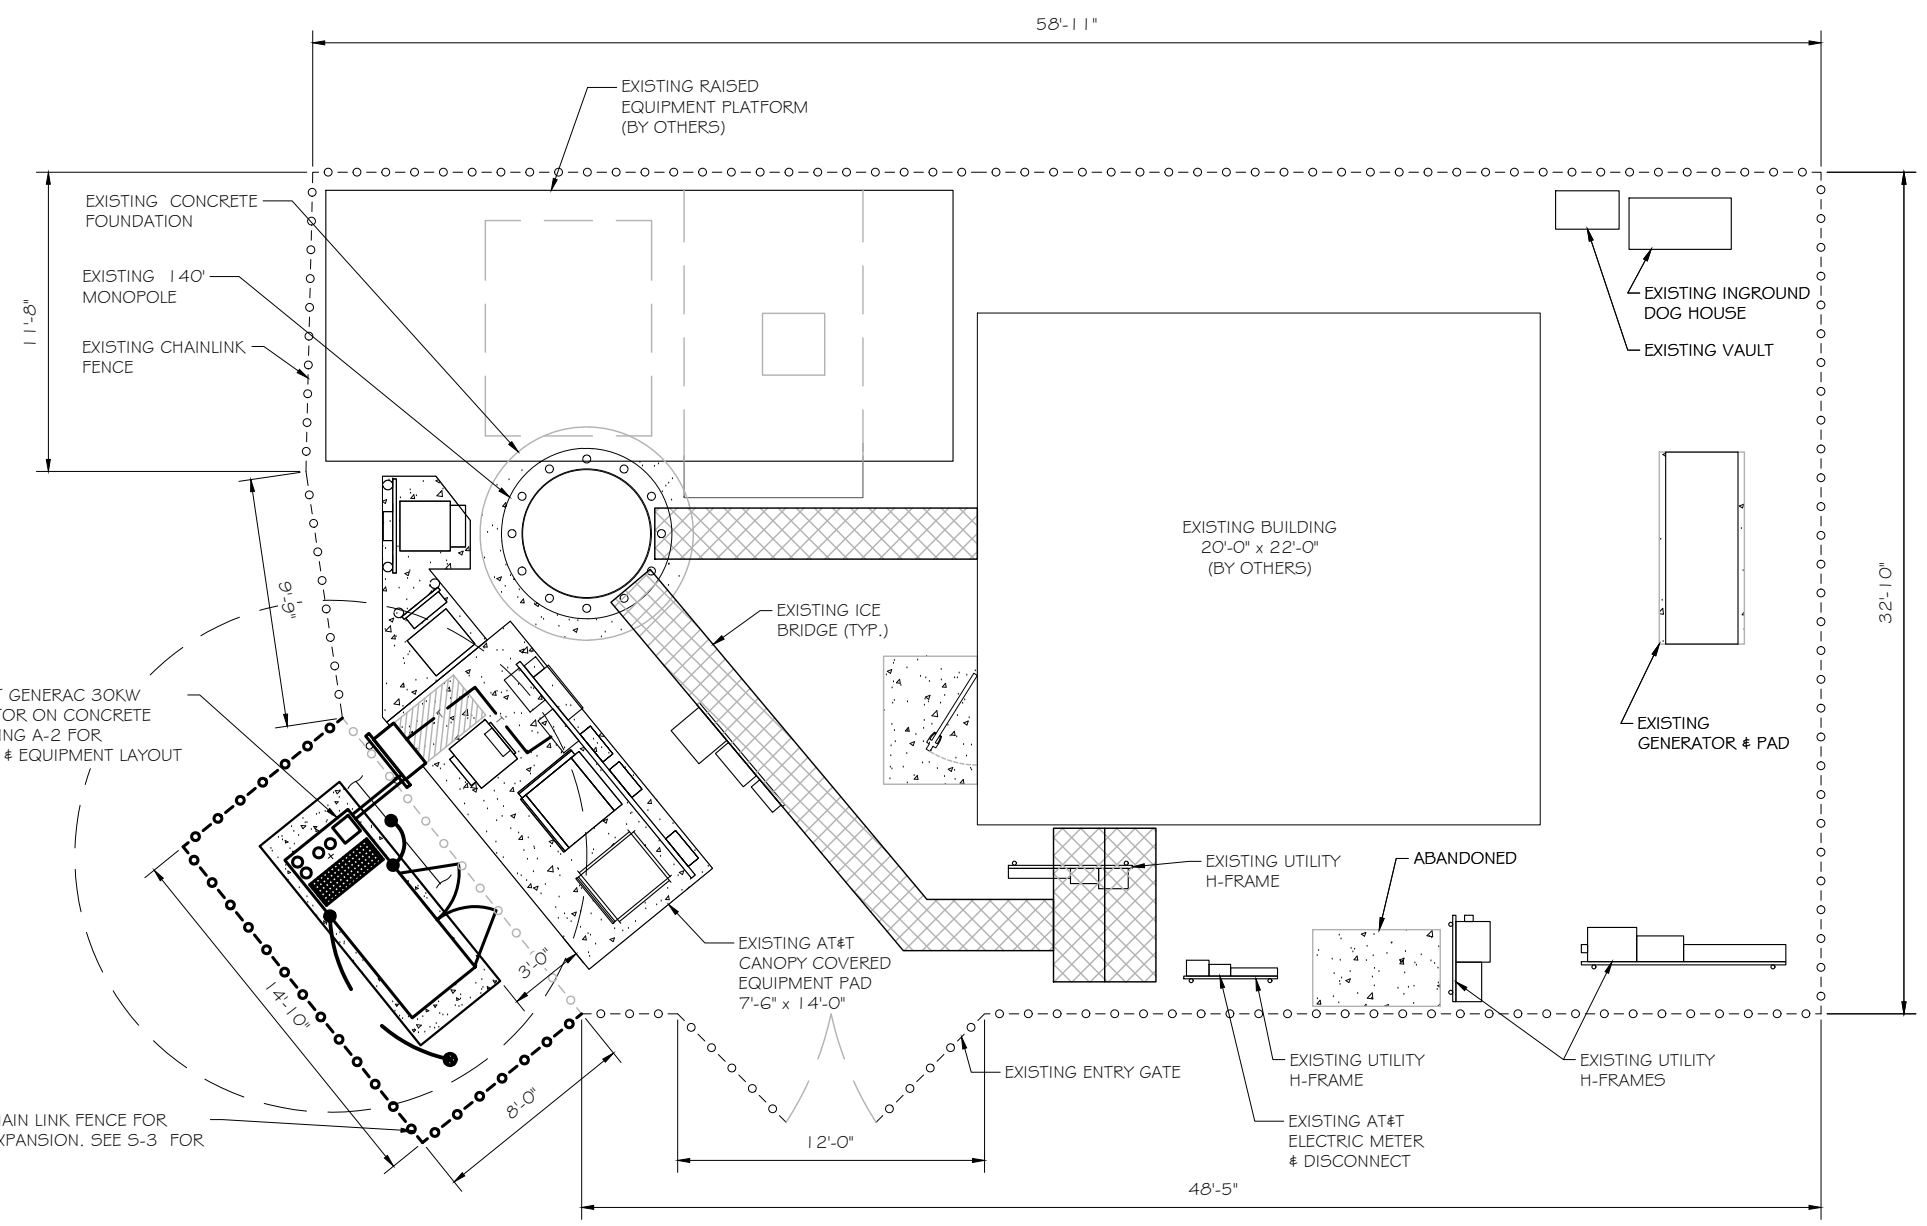 58'-11"
EXISTING RAISED
EQUIPMENT PLATFORM
(BY OTHERS)
EXISTING CONCRETE
FOUNDATION
EXISTING 140'
MONOPOLE
EXISTING CHAINLINK
FENCE
11'-8"
EXISTING INGROUND
DOG HOUSE
EXISTING VAULT
EXISTING BUILDING
20'-0" x 22'-0"
(BY OTHERS)
32'-10"
9'-9"
EXISTING ICE
BRIDGE (TYP.)
GENERAC 30KW
ON CONCRETE
A-2 FOR
& EQUIPMENT LAYOUT
EXISTING
GENERATOR & PAD
EXISTING UTILITY
H-FRAME
ABANDONED
EXISTING AT&T
CANOPY COVERED
EQUIPMENT PAD
7'-6" x 14'-0"
3'-0"
14'-10"
8'-0"
EXISTING ENTRY GATE
EXISTING UTILITY
H-FRAME
EXISTING UTILITY
H-FRAMES
LINK FENCE FOR
SEE S-3 FOR
EXISTING AT&T
ELECTRIC METER
& DISCONNECT
12'-0"
48'-5"